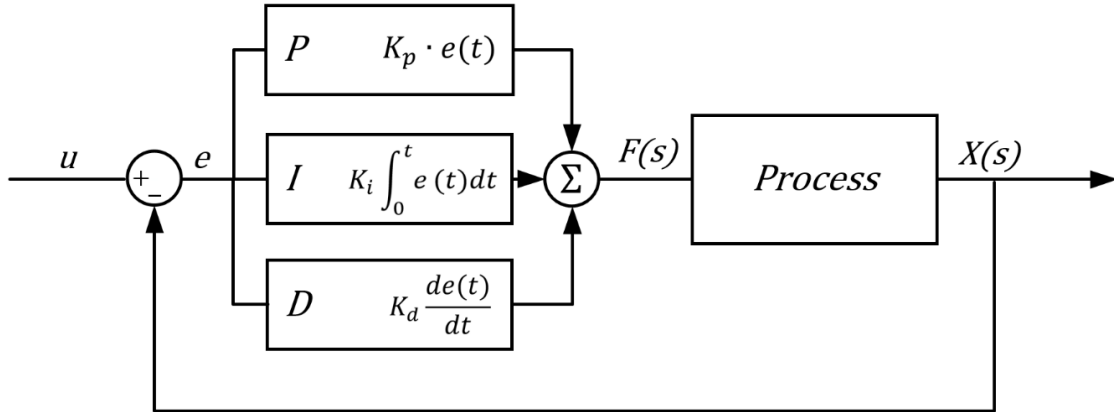 P K_p · e(t)
u
+
−
e
I K_i ∫_0^t e (t)dt
Σ
F(s)
Process
X(s)
D K_d de(t)/dt